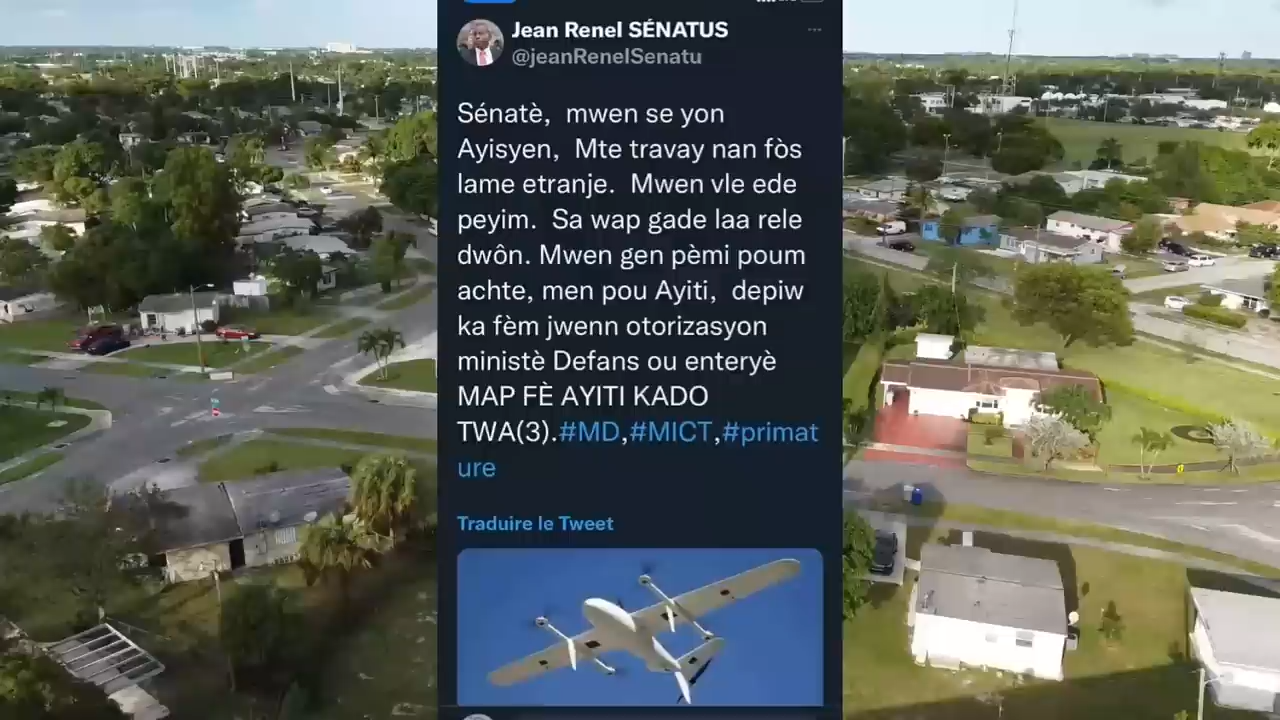 Jean Renel SÉNATUS
@jeanRenelSenatu
Sénatè, mwen se yon
Ayisyen, Mte travay nan fòs
lame etranje. Mwen vle ede
peyim. Sa wap gade laa rele
dwôn. Mwen gen pèmi poum
achte, men pou Ayiti, depiw
ka fèm jwenn otorizasyon
ministè Defans ou enteryè
MAP FÈ AYITI KADO
TWA(3).#MD,#MICT,#primat
ure
Traduire le Tweet